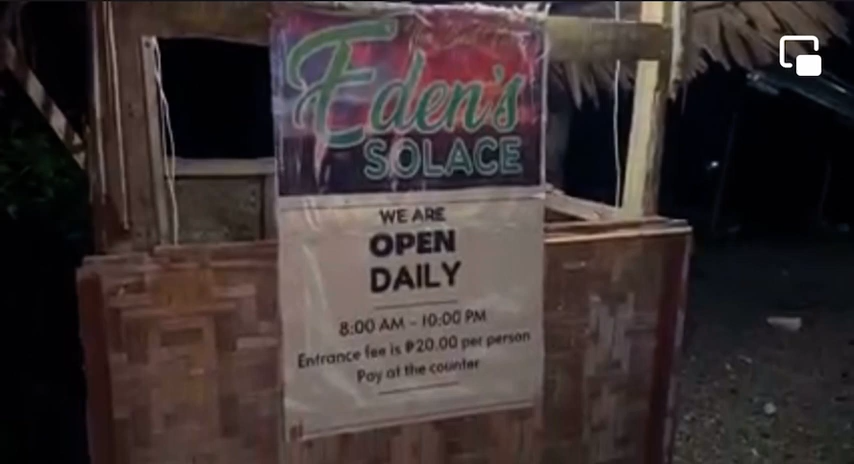 Eden's
SOLACE
WE ARE
OPEN
DAILY
8:00 AM - 10:00 PM
Entrance fee is ₱20.00 per person
Pay at the counter